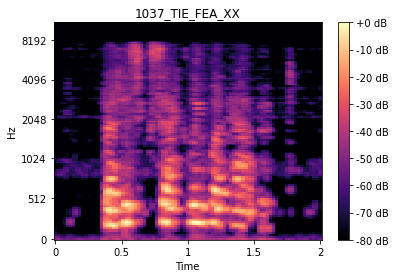 1037_TIE_FEA_XX
Hz
8192
4096
2048
1024
512
0
0
0.5
1
1.5
2
Time
+0 dB
-10 dB
-20 dB
-30 dB
-40 dB
-50 dB
-60 dB
-70 dB
-80 dB